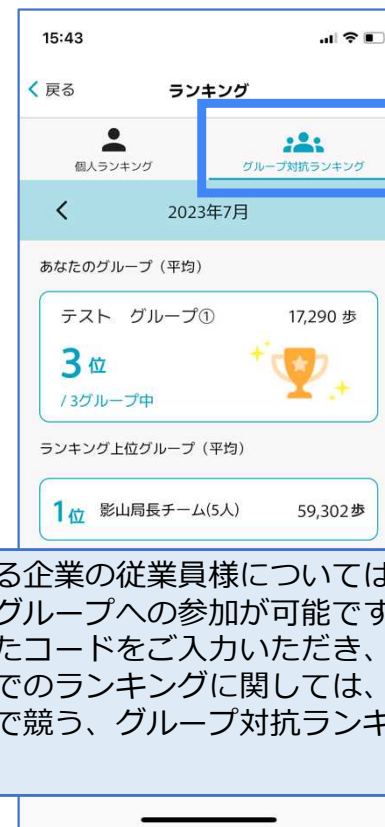 15:43
戻る ランキング
個人ランキング グループ対抗ランキング
2023年7月
あなたのグループ（平均）
テスト グループ① 17,290 歩
3位
/ 3グループ中
ランキング上位グループ（平均）
1位 影山局長チーム(5人) 59,302歩
る企業の従業員様については
グループへの参加が可能です
たコードをご入力いただき、
でのランキングに関しては、
で競う、グループ対抗ランキ